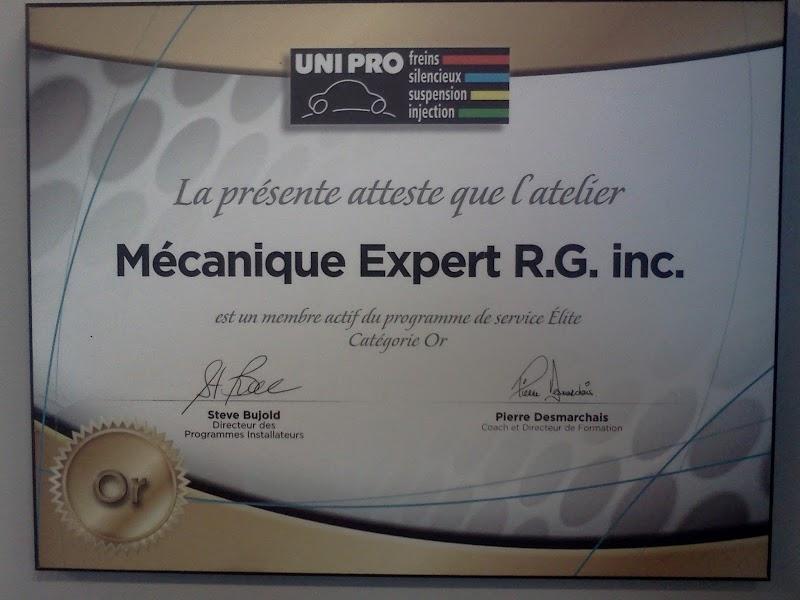 UNI PRO
freins
silencieux
suspension
injection
La présente atteste que l'atelier
Mécanique Expert R.G. inc.
est un membre actif du programme de service Élite
Catégorie Or
Steve Bujold
Directeur des
Programmes Installateurs
Pierre Desmarchais
Pierre Desmarchais
Coach et Directeur de Formation
Or